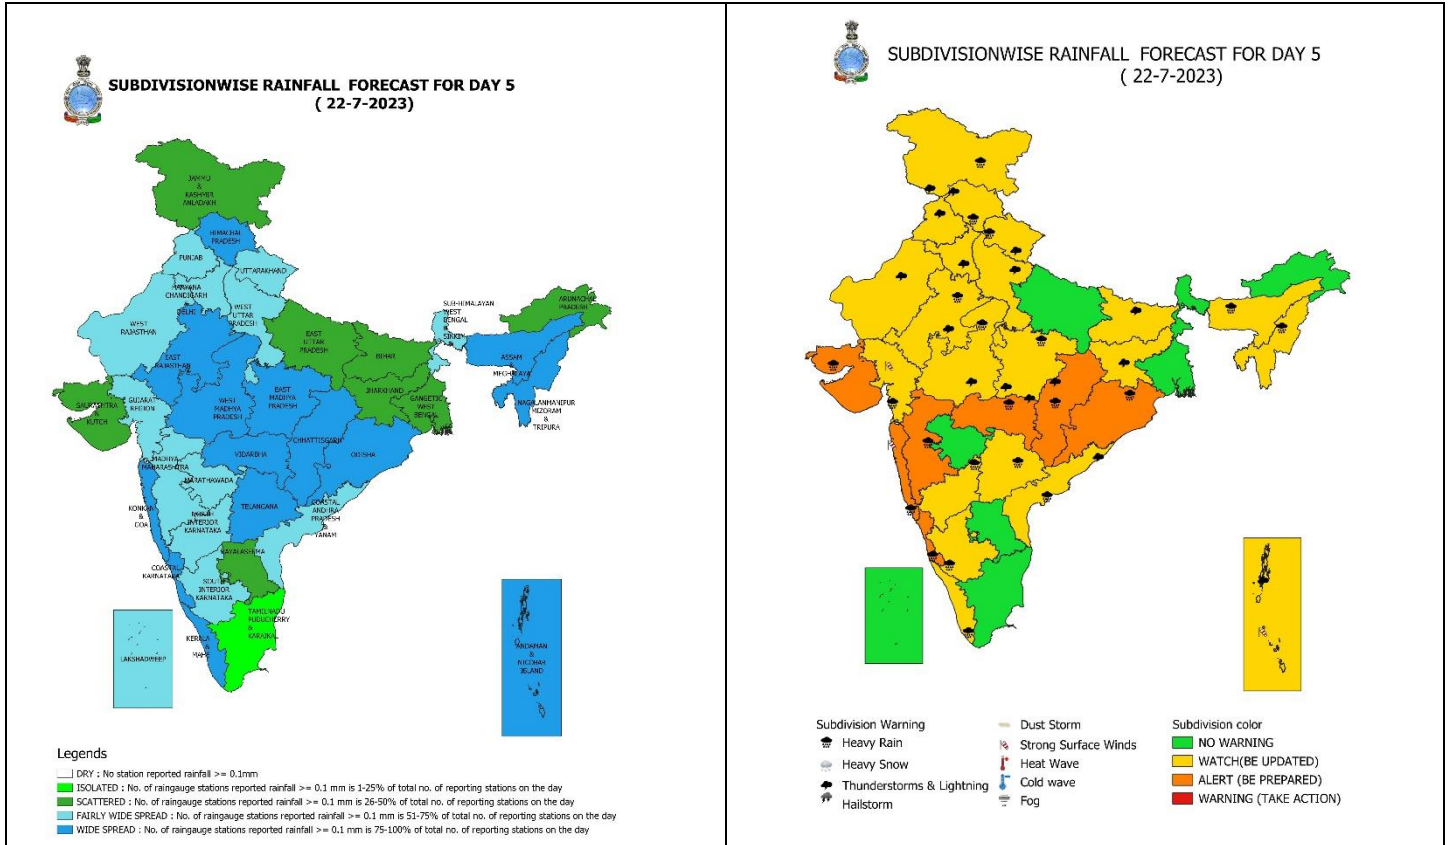 SUBDIVISIONWISE RAINFALL FORECAST FOR DAY 5
( 22-7-2023)
JAMMU
&
KASHMIR
ANLADAKH
HIMACHAL
PRADESH
PUNJAB
UTTARAKHAND
HARYANA
CHANDIGARH
&
DELHI
WEST
UTTAR
PRADESH
WEST
RAJASTHAN
EAST
RAJASTHAN
EAST
UTTAR
PRADESH
BIHAR
SUB-HIMALAYAN
WEST
BENGAL
&
SIKKIM
ARUNACHAL
PRADESH
ASSAM
&
MEGHALAYA
NAGALANMANIPUR
MIZORAM
&
TRIPURA
JHARKHAND
GANGETIC
WEST
BENGAL
SAURASHTRA
&
KUTCH
GUJARAT
REGION
WEST
MADHYA
PRADESH
EAST
MADHYA
PRADESH
CHHATTISGARH
ODISHA
VIDARBHA
MADHYA
MAHARASHTRA
MARATHAWADA
KONKAN
&
GOA
NORTH
INTERIOR
KARNATAKA
TELANGANA
COASTAL
ANDHRA
PRADESH
&
YANAM
RAYALASEEMA
COASTAL
KARNATAKA
SOUTH
INTERIOR
KARNATAKA
TAMILNADU
PUDUCHERRY
&
KARAIKAL
KERALA
&
MAHE
LAKSHADWEEP
ANDAMAN
&
NICOBAR
ISLAND
Legends
DRY : No station reported rainfall >= 0.1mm
ISOLATED : No. of raingauge stations reported rainfall >= 0.1 mm is 1-25% of total no. of reporting stations on the day
SCATTERED : No. of raingauge stations reported rainfall >= 0.1 mm is 26-50% of total no. of reporting stations on the day
FAIRLY WIDE SPREAD : No. of raingauge stations reported rainfall >= 0.1 mm is 51-75% of total no. of reporting stations on the day
WIDE SPREAD : No. of raingauge stations reported rainfall >= 0.1 mm is 75-100% of total no. of reporting stations on the day
SUBDIVISIONWISE RAINFALL FORECAST FOR DAY 5
( 22-7-2023)
Subdivision Warning
Heavy Rain
Heavy Snow
Thunderstorms & Lightning
Hailstorm
Dust Storm
Strong Surface Winds
Heat Wave
Cold wave
Fog
Subdivision color
NO WARNING
WATCH(BE UPDATED)
ALERT (BE PREPARED)
WARNING (TAKE ACTION)